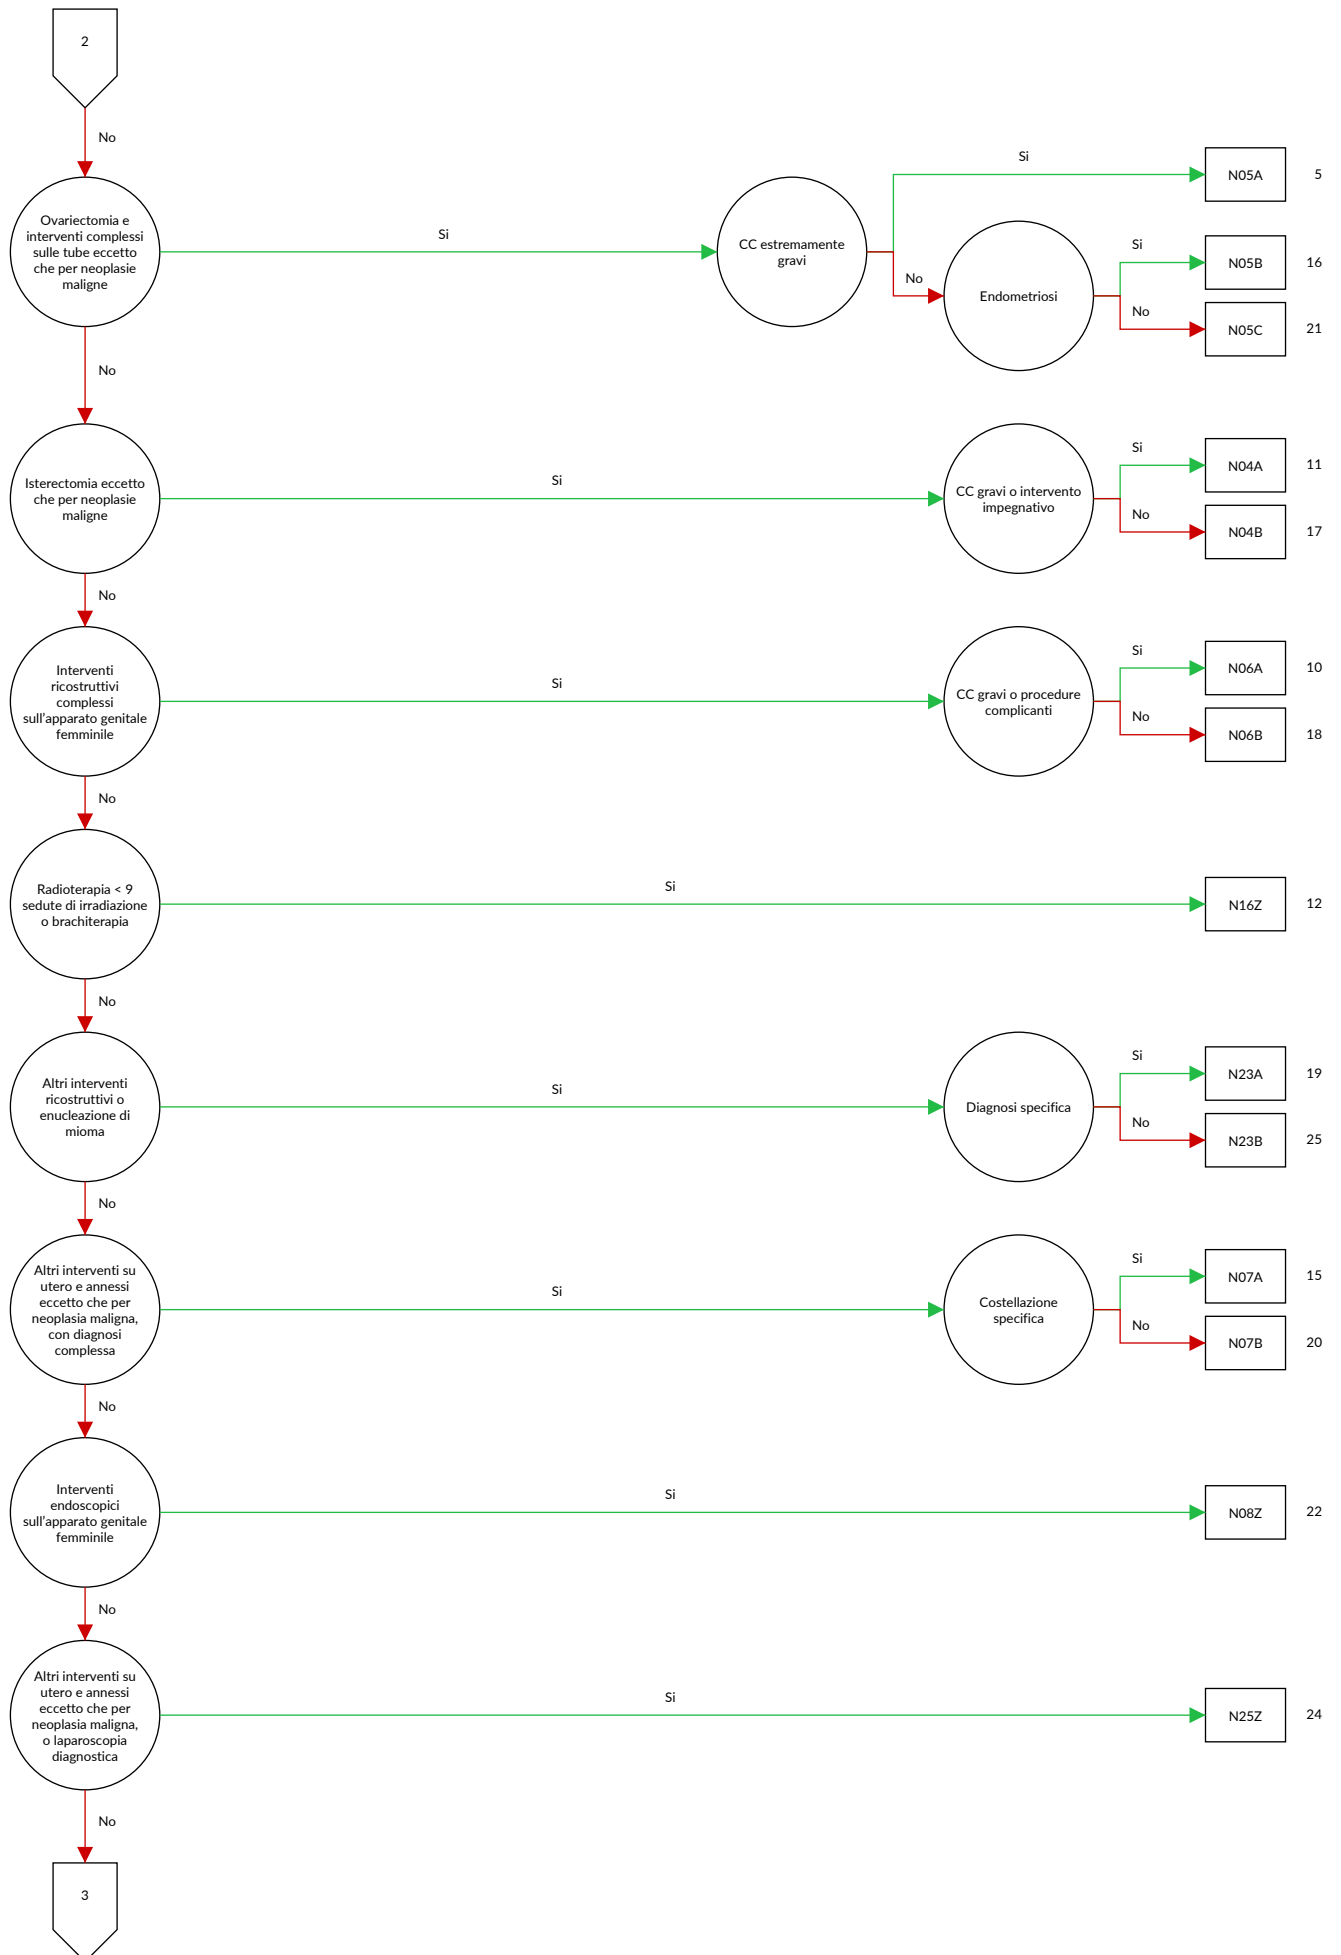 2
No
Si
N05A
5
Ovariectomia e
interventi complessi
sulle tube eccetto
che per neoplasie
maligne
Si
CC estremamente
gravi
No
Endometriosi
Si
N05B
16
No
N05C
21
No
Isterectomia eccetto
che per neoplasie
maligne
Si
CC gravi o intervento
impegnativo
Si
N04A
11
No
N04B
17
No
Interventi
ricostruttivi
complessi
sull'apparato genitale
femminile
Si
CC gravi o procedure
complicanti
Si
N06A
10
No
N06B
18
No
Radioterapia < 9
sedute di irradiazione
o brachiterapia
Si
N16Z
12
No
Altri interventi
ricostruttivi o
enucleazione di
mioma
Si
Diagnosi specifica
Si
N23A
19
No
N23B
25
No
Altri interventi su
utero e annessi
eccetto che per
neoplasia maligna,
con diagnosi
complessa
Si
Costellazione
specifica
Si
N07A
15
No
N07B
20
No
Interventi
endoscopici
sull'apparato genitale
femminile
Si
N08Z
22
No
Altri interventi su
utero e annessi
eccetto che per
neoplasia maligna,
o laparoscopia
diagnostica
Si
N25Z
24
No
3